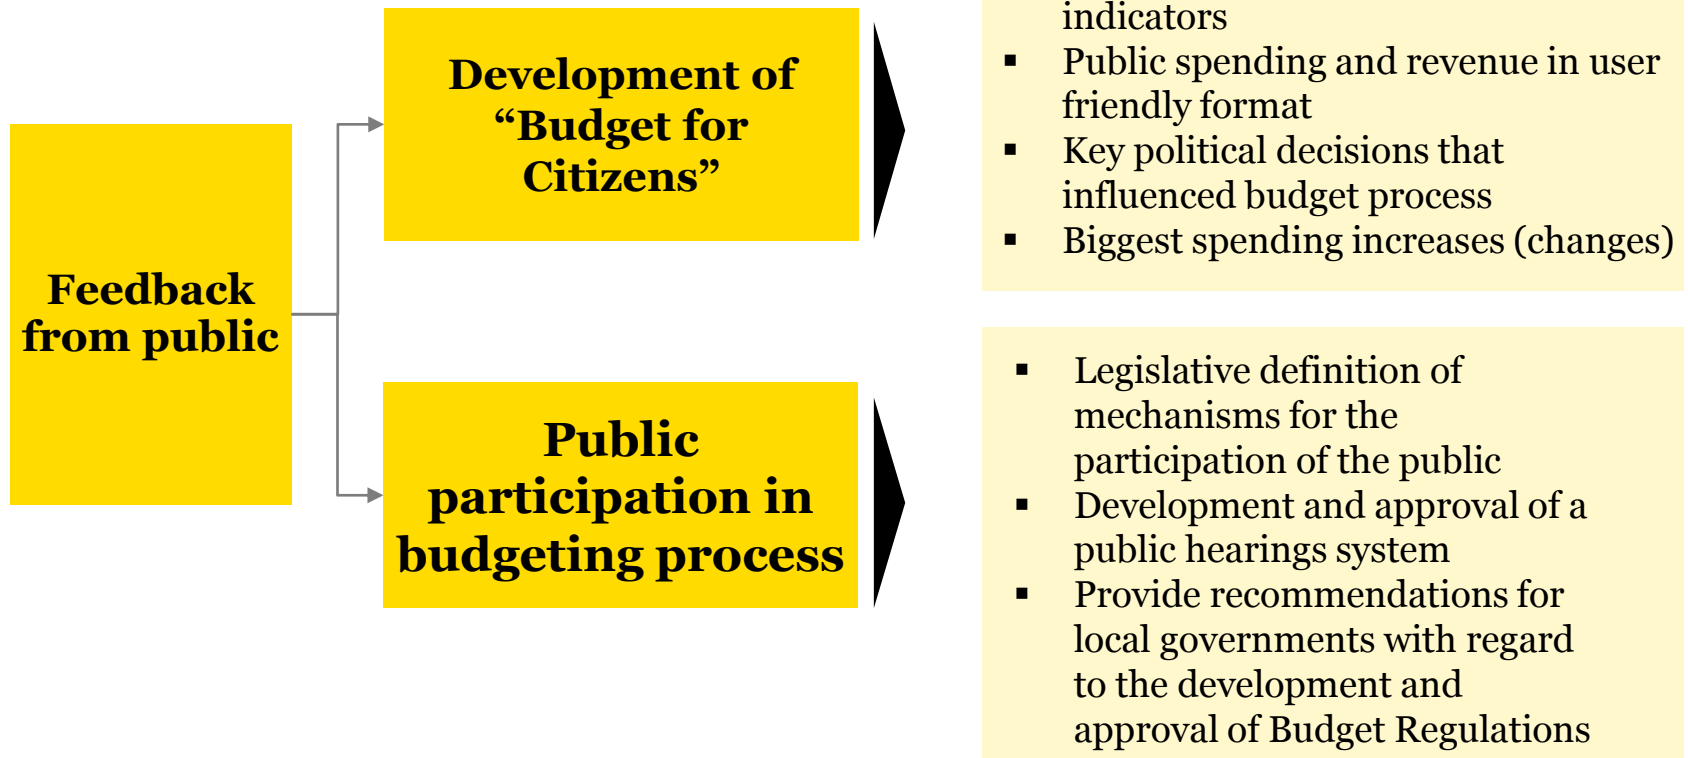 Feedback
from public
Development of
“Budget for
Citizens”
indicators
▪ Public spending and revenue in user
friendly format
▪ Key political decisions that
influenced budget process
▪ Biggest spending increases (changes)
Public
participation in
budgeting process
▪ Legislative definition of
mechanisms for the
participation of the public
▪ Development and approval of a
public hearings system
▪ Provide recommendations for
local governments with regard
to the development and
approval of Budget Regulations